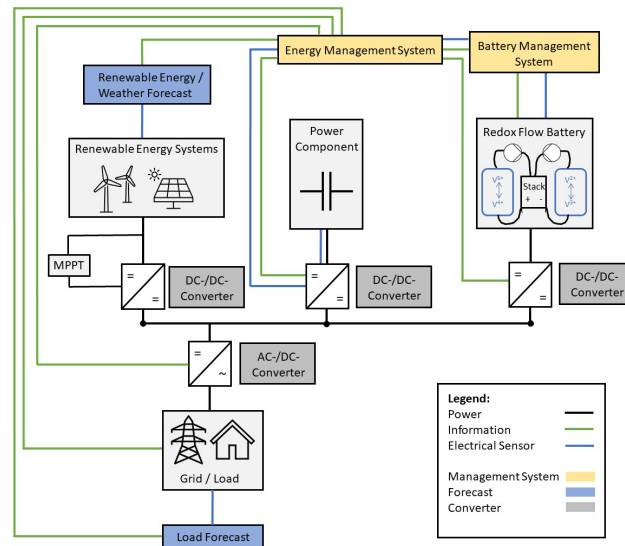 Energy Management System
Battery Management
System
Renewable Energy /
Weather Forecast
Renewable Energy Systems
Power
Component
Redox Flow Battery
V5+
V4+
Stack
+ -
V2+
V3+
MPPT
=
=
DC-/DC-
Converter
=
=
DC-/DC-
Converter
=
=
DC-/DC-
Converter
=
~
AC-/DC-
Converter
Grid / Load
Load Forecast
Legend:
Power
Information
Electrical Sensor
Management System
Forecast
Converter